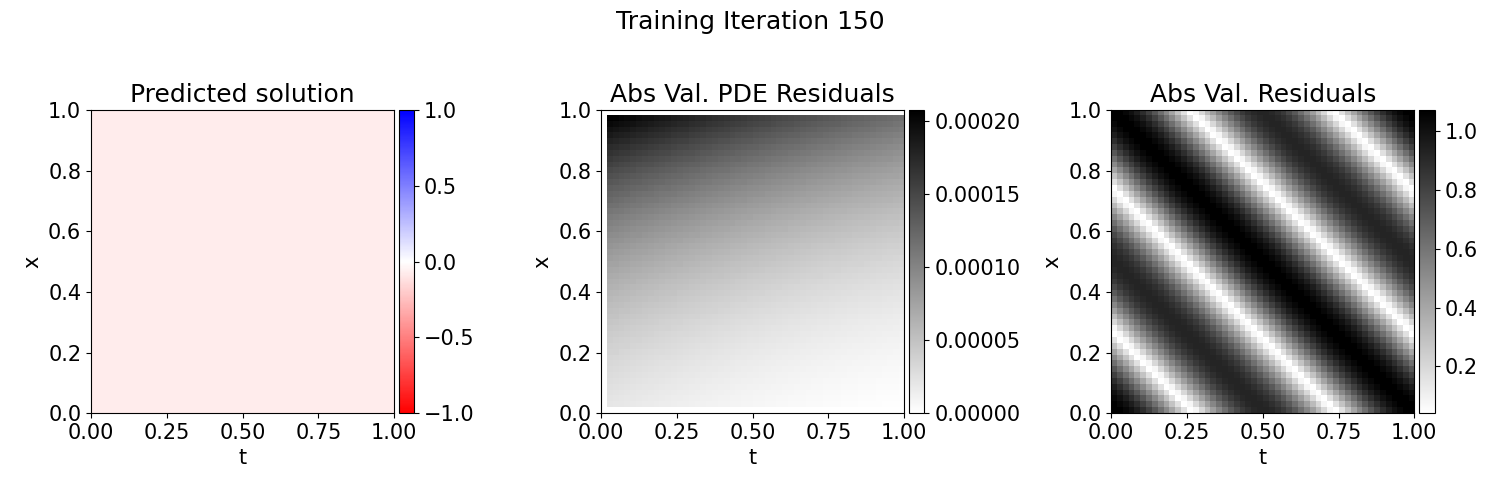 Training Iteration 150
Predicted solution
1.0
0.8
0.6
0.4
0.2
0.0
x
0.00 0.25 0.50 0.75 1.00
t
1.0
0.5
0.0
−0.5
−1.0
Abs Val. PDE Residuals
1.0
0.8
0.6
0.4
0.2
0.0
x
0.00 0.25 0.50 0.75 1.00
t
0.00020
0.00015
0.00010
0.00005
0.00000
Abs Val. Residuals
1.0
0.8
0.6
0.4
0.2
0.0
x
0.00 0.25 0.50 0.75 1.00
t
1.0
0.8
0.6
0.4
0.2